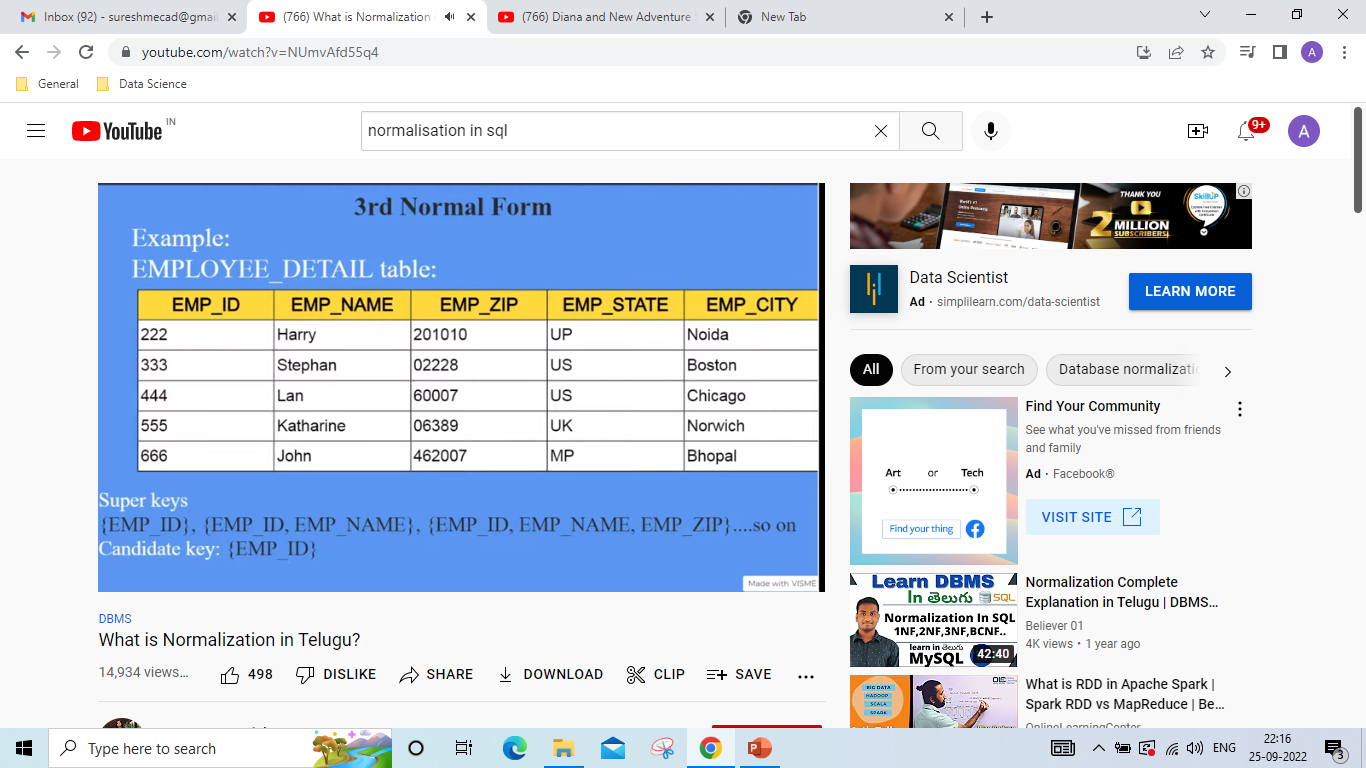 Inbox (92) - sureshmecad@gmai
(766) What is Normalization
(766) Diana and New Adventure
New Tab
youtube.com/watch?v=NUmvAfd55q4
A
General
Data Science
YouTube IN
normalisation in sql
9+
A
3rd Normal Form
Example:
EMPLOYEE_DETAIL table:
EMP_ID EMP_NAME EMP_ZIP EMP_STATE EMP_CITY
222 Harry 201010 UP Noida
333 Stephan 02228 US Boston
444 Lan 60007 US Chicago
555 Katharine 06389 UK Norwich
666 John 462007 MP Bhopal
Super keys
{EMP_ID}, {EMP_ID, EMP_NAME}, {EMP_ID, EMP_NAME, EMP_ZIP}....so on
Candidate key: {EMP_ID}
Made with VISME
DBMS
What is Normalization in Telugu?
14,934 views...
498
DISLIKE
SHARE
DOWNLOAD
CLIP
SAVE
THANK YOU
2 MILLION
SUBSCRIBERS
SkillUP
Data Scientist
Ad · simplilearn.com/data-scientist
LEARN MORE
All
From your search
Database normalizatio
Art or Tech
Find your thing
Find Your Community
See what you've missed from friends
and family
Ad · Facebook®
VISIT SITE
Learn DBMS
In తెలుగు SQL
Normalization In SQL
1NF,2NF,3NF,BCNF..
learn in తెలుగు
MySQL
42:40
Normalization Complete
Explanation in Telugu | DBMS...
Believer 01
4K views · 1 year ago
BIG DATA
HADOOP
SCALA
SPARK
What is RDD in Apache Spark |
Spark RDD vs MapReduce | Be...
OnlineLearningCenter
Type here to search
ENG
22:16
25-09-2022
3